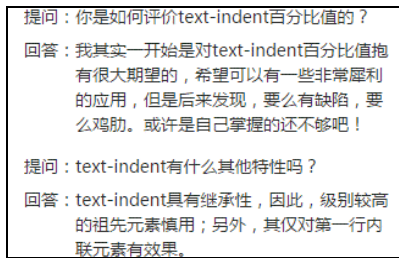 提问：你是如何评价text-indent百分比值的？
回答：我其实一开始是对text-indent百分比值抱
有很大期望的，希望可以有一些非常犀利
的应用，但是后来发现，要么有缺陷，要
么鸡肋。或许是自己掌握的还不够吧！
提问：text-indent有什么其他特性吗？
回答：text-indent具有继承性，因此，级别较高
的祖先元素慎用；另外，其仅对第一行内
联元素有效果。